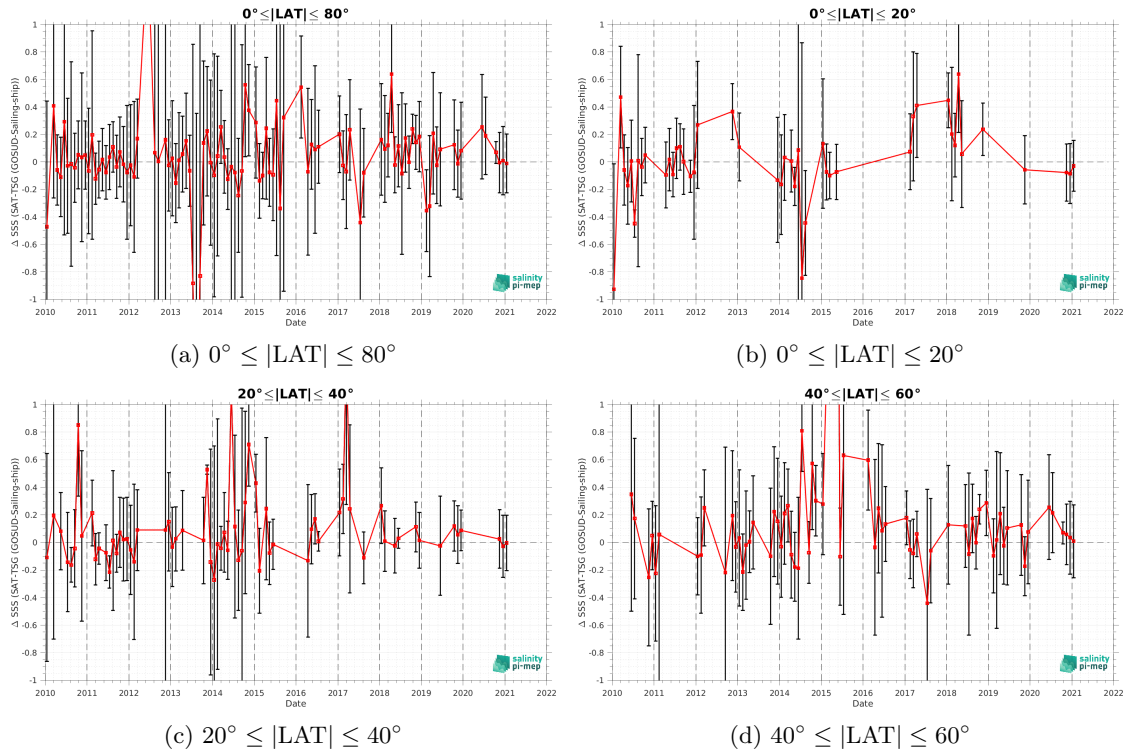 0°≤|LAT|≤ 80°
Δ SSS (SAT-TSG (GOSUD-Sailing-ship))
1
0.8
0.6
0.4
0.2
0
-0.2
-0.4
-0.6
-0.8
-1
2010 2011 2012 2013 2014 2015 2016 2017 2018 2019 2020 2021 2022
Date
salinity
pi-mep
(a) 0° ≤ |LAT| ≤ 80°
0°≤|LAT|≤ 20°
Δ SSS (SAT-TSG (GOSUD-Sailing-ship))
1
0.8
0.6
0.4
0.2
0
-0.2
-0.4
-0.6
-0.8
-1
2010 2011 2012 2013 2014 2015 2016 2017 2018 2019 2020 2021 2022
Date
salinity
pi-mep
(b) 0° ≤ |LAT| ≤ 20°
20°≤|LAT|≤ 40°
Δ SSS (SAT-TSG (GOSUD-Sailing-ship))
1
0.8
0.6
0.4
0.2
0
-0.2
-0.4
-0.6
-0.8
-1
2010 2011 2012 2013 2014 2015 2016 2017 2018 2019 2020 2021 2022
Date
salinity
pi-mep
(c) 20° ≤ |LAT| ≤ 40°
40°≤|LAT|≤ 60°
Δ SSS (SAT-TSG (GOSUD-Sailing-ship))
1
0.8
0.6
0.4
0.2
0
-0.2
-0.4
-0.6
-0.8
-1
2010 2011 2012 2013 2014 2015 2016 2017 2018 2019 2020 2021 2022
Date
salinity
pi-mep
(d) 40° ≤ |LAT| ≤ 60°